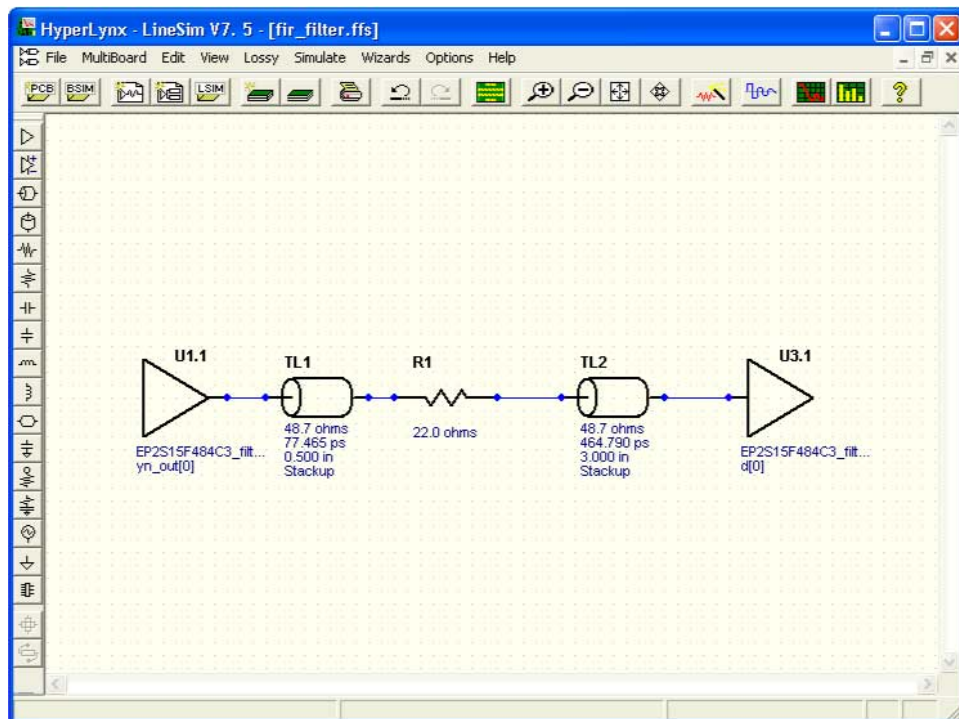 HyperLynx - LineSim V7. 5 - [fir_filter.ffs]
File MultiBoard Edit View Lossy Simulate Wizards Options Help
PCB BSIM LSIM
U1.1 TL1 R1 TL2 U3.1
48.7 ohms
77.465 ps
0.500 in
Stackup
22.0 ohms
48.7 ohms
464.790 ps
3.000 in
Stackup
EP2S15F484C3_filt...
yn_out[0]
EP2S15F484C3_filt...
d[0]